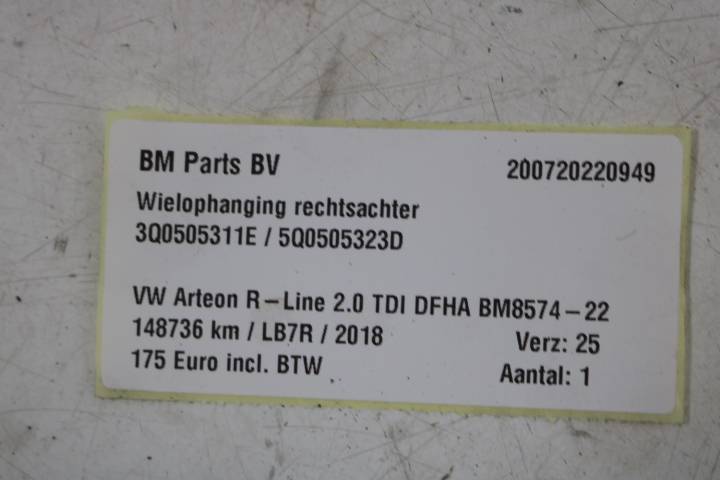 BM Parts BV 200720220949
Wielophanging rechtsachter
3Q0505311E / 5Q0505323D
VW Arteon R-Line 2.0 TDI DFHA BM8574-22
148736 km / LB7R / 2018 Verz: 25
175 Euro incl. BTW Aantal: 1